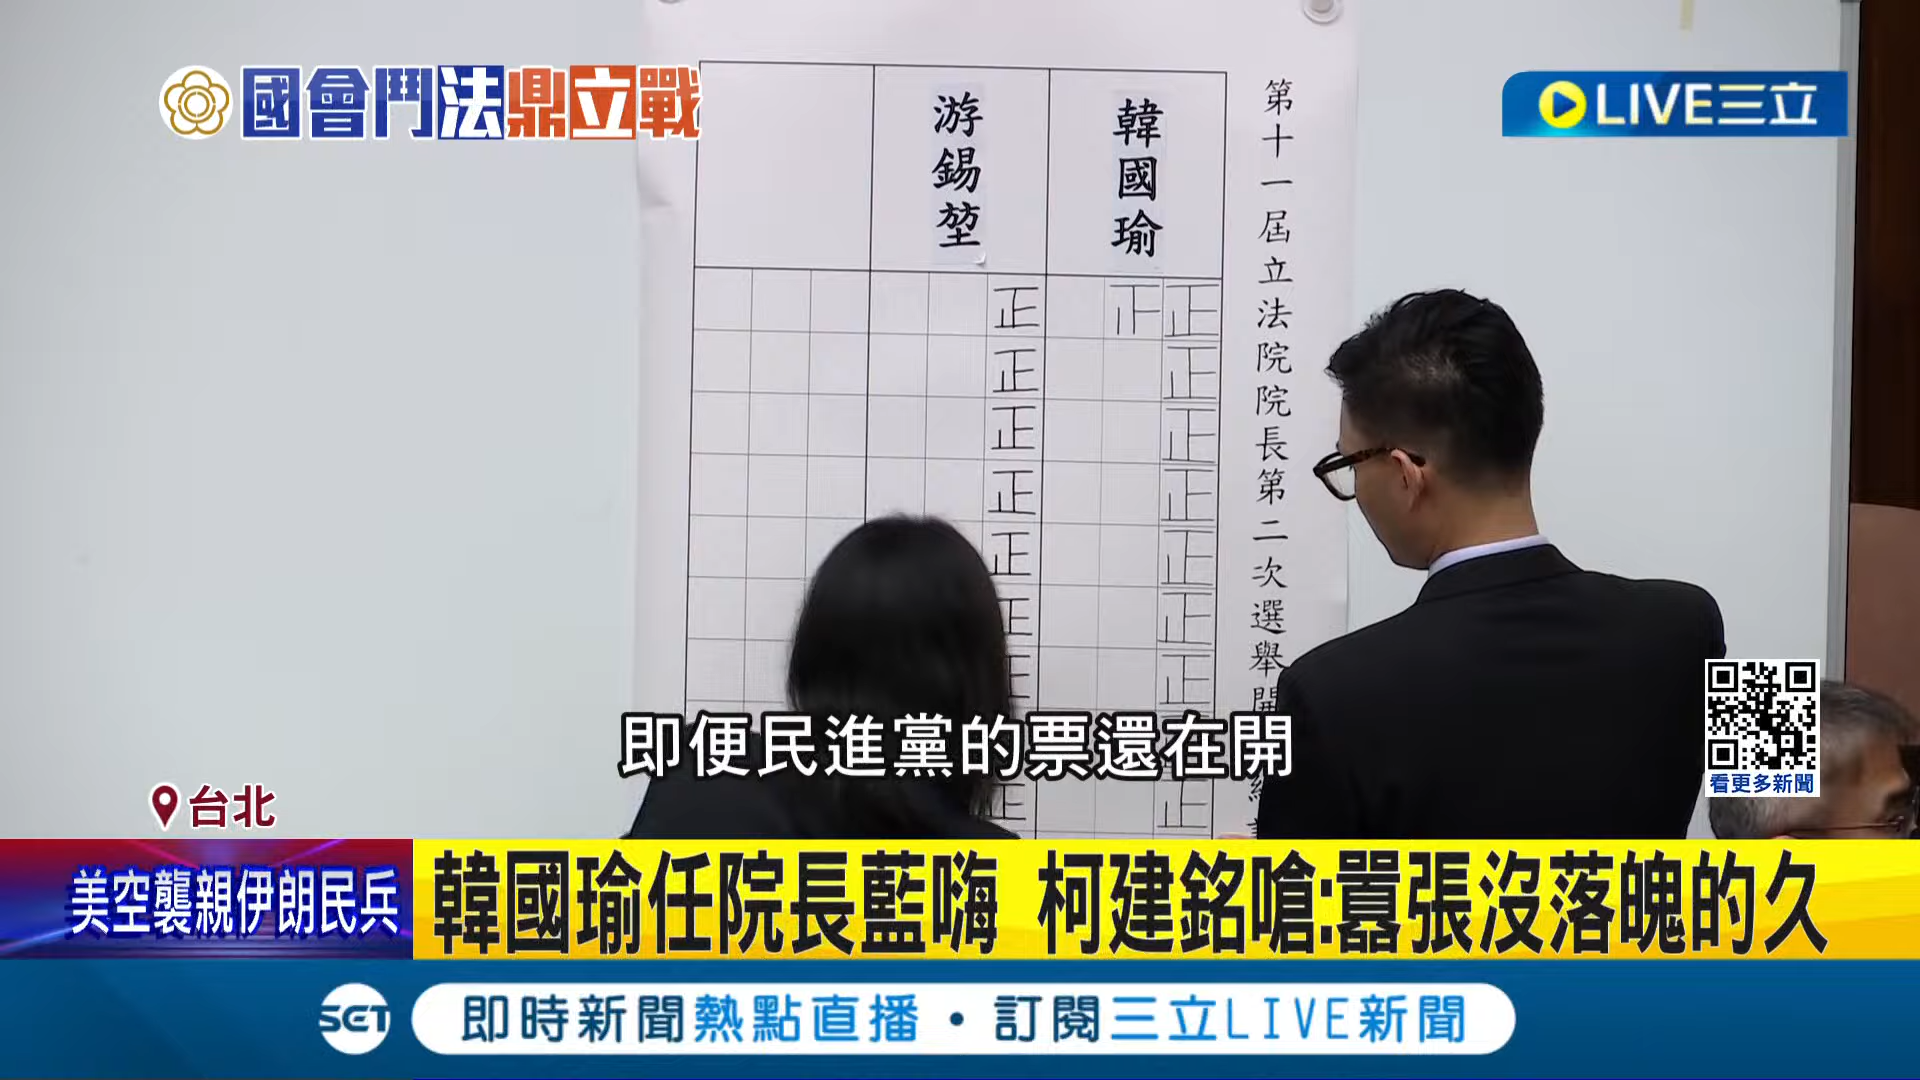 國會鬥法鼎立戰
LIVE三立
第十一屆立法院院長第二次選舉開
韓國瑜
正正
正
正
正
正
正
正
正
游錫堃
正
正
正
正
正
正
即便民進黨的票還在開
看更多新聞
台北
美空襲親伊朗民兵
韓國瑜任院長藍嗨 柯建銘嗆:囂張沒落魄的久
SET
即時新聞熱點直播・訂閱三立LIVE新聞